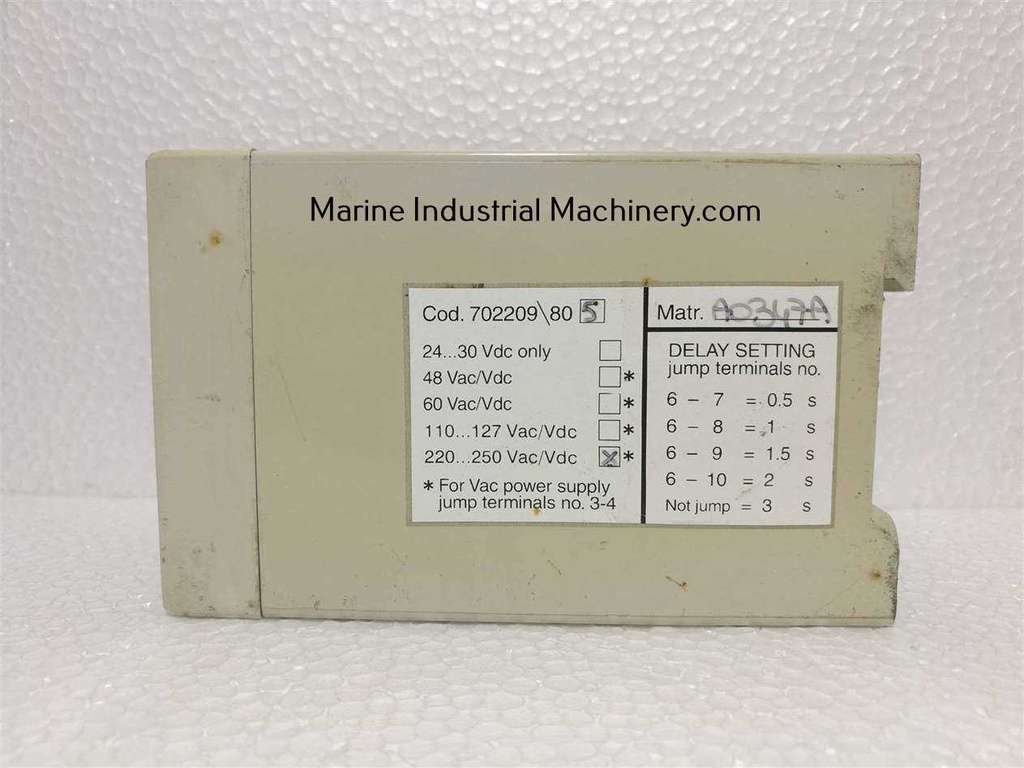 Marine Industrial Machinery.com
Cod. 702209\80 5
24...30 Vdc only
48 Vac/Vdc *
60 Vac/Vdc *
110...127 Vac/Vdc *
220...250 Vac/Vdc x *
* For Vac power supply
jump terminals no. 3-4
Matr. A0347A
DELAY SETTING
jump terminals no.
6 - 7 = 0.5 s
6 - 8 = 1 s
6 - 9 = 1.5 s
6 - 10 = 2 s
Not jump = 3 s